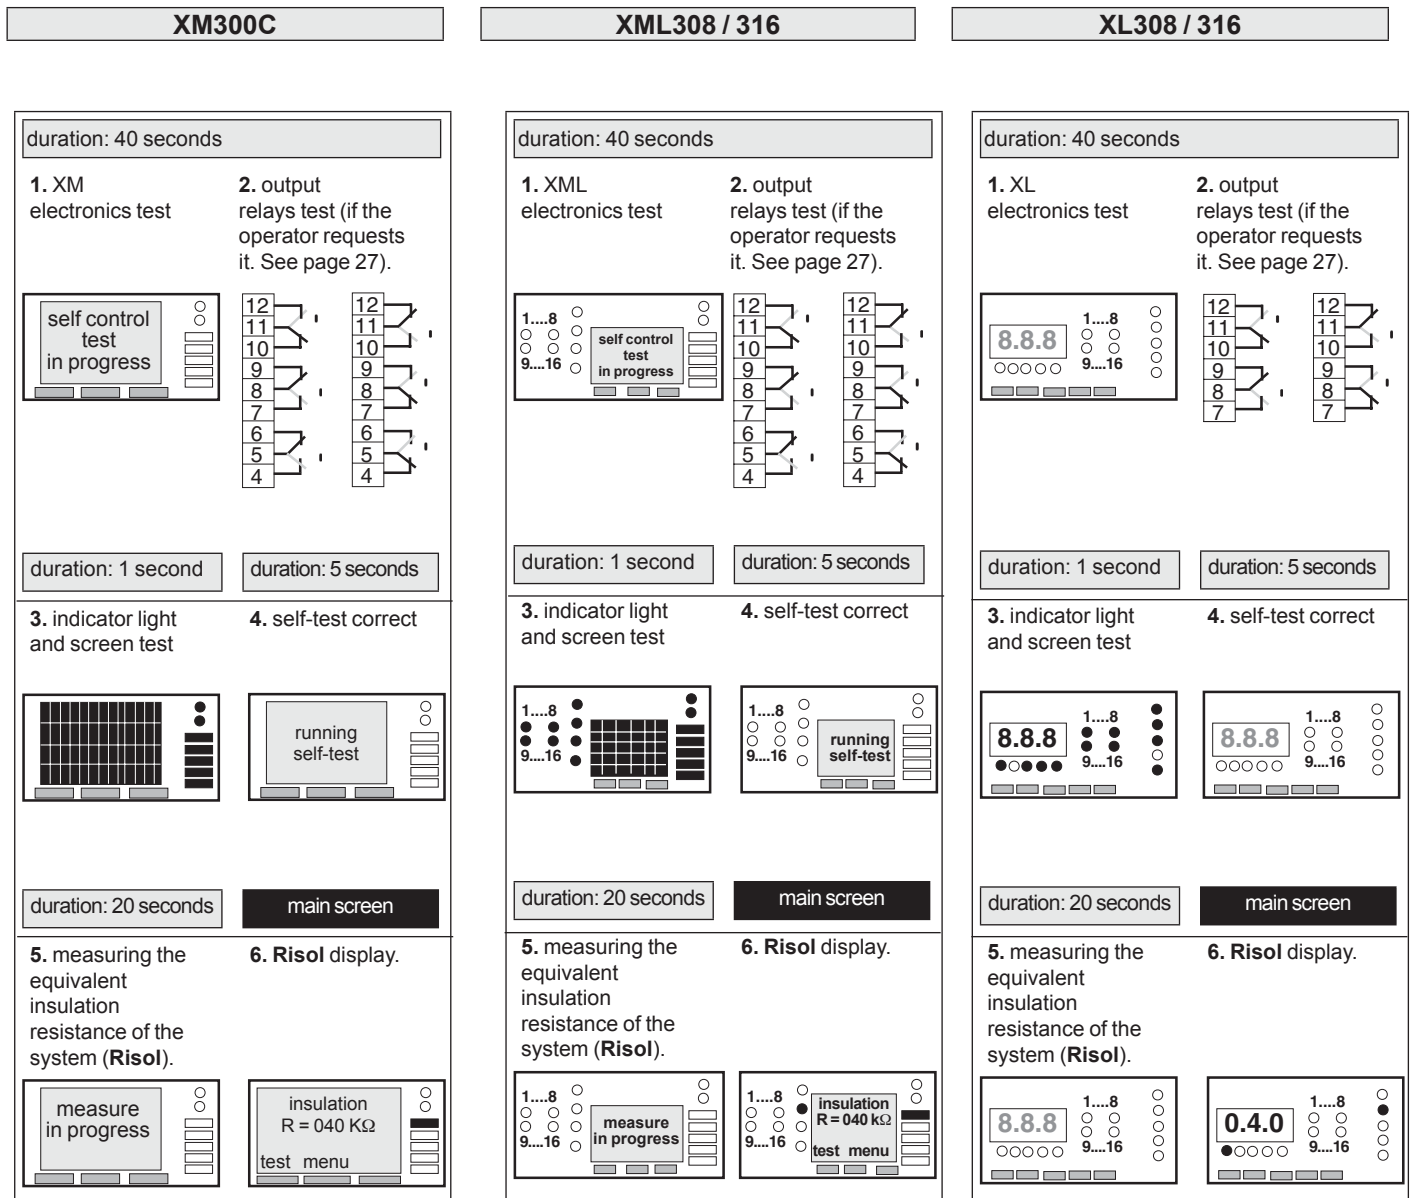 XM300C
XML308 / 316
XL308 / 316
duration: 40 seconds
1. XM
electronics test
2. output
relays test (if the
operator requests
it. See page 27).
self control
test
in progress
12
11
10
9
8
7
6
5
4
12
11
10
9
8
7
6
5
4
duration: 1 second
duration: 5 seconds
3. indicator light
and screen test
4. self-test correct
running
self-test
duration: 20 seconds
main screen
5. measuring the
equivalent
insulation
resistance of the
system (Risol).
6. Risol display.
measure
in progress
insulation
R = 040 KΩ
test menu
duration: 40 seconds
1. XML
electronics test
2. output
relays test (if the
operator requests
it. See page 27).
1....8
9....16
self control
test
in progress
12
11
10
9
8
7
6
5
4
12
11
10
9
8
7
6
5
4
duration: 1 second
duration: 5 seconds
3. indicator light
and screen test
4. self-test correct
1....8
9....16
1....8
9....16
running
self-test
duration: 20 seconds
main screen
5. measuring the
equivalent
insulation
resistance of the
system (Risol).
6. Risol display.
1....8
9....16
measure
in progress
1....8
9....16
insulation
R = 040 kΩ
test menu
duration: 40 seconds
1. XL
electronics test
2. output
relays test (if the
operator requests
it. See page 27).
8.8.8
1....8
9....16
12
11
10
9
8
7
12
11
10
9
8
7
duration: 1 second
duration: 5 seconds
3. indicator light
and screen test
4. self-test correct
8.8.8
1....8
9....16
8.8.8
1....8
9....16
duration: 20 seconds
main screen
5. measuring the
equivalent
insulation
resistance of the
system (Risol).
6. Risol display.
8.8.8
1....8
9....16
0.4.0
1....8
9....16